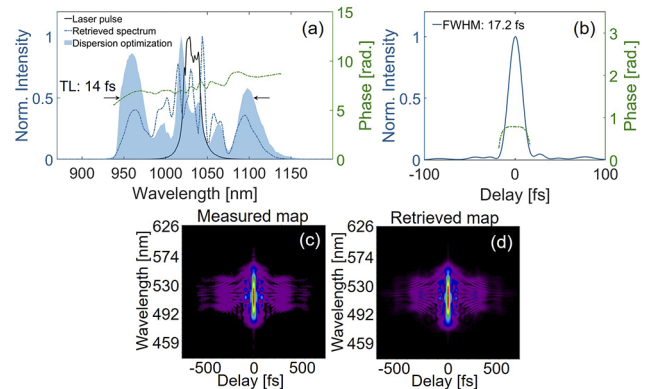 (a)
Laser pulse
Retrieved spectrum
Dispersion optimization
TL: 14 fs
Norm. Intensity
1
0.5
0
15
10
5
0
Phase [rad.]
900 950 1000 1050 1100 1150
Wavelength [nm]
(b)
FWHM: 17.2 fs
Norm. Intensity
1
0.5
0
3
2
1
0
Phase [rad.]
-100 0 100
Delay [fs]
Measured map
(c)
Wavelength [nm]
626
574
530
492
459
-500 0 500
Delay [fs]
Retrieved map
(d)
Wavelength [nm]
626
574
530
492
459
-500 0 500
Delay [fs]